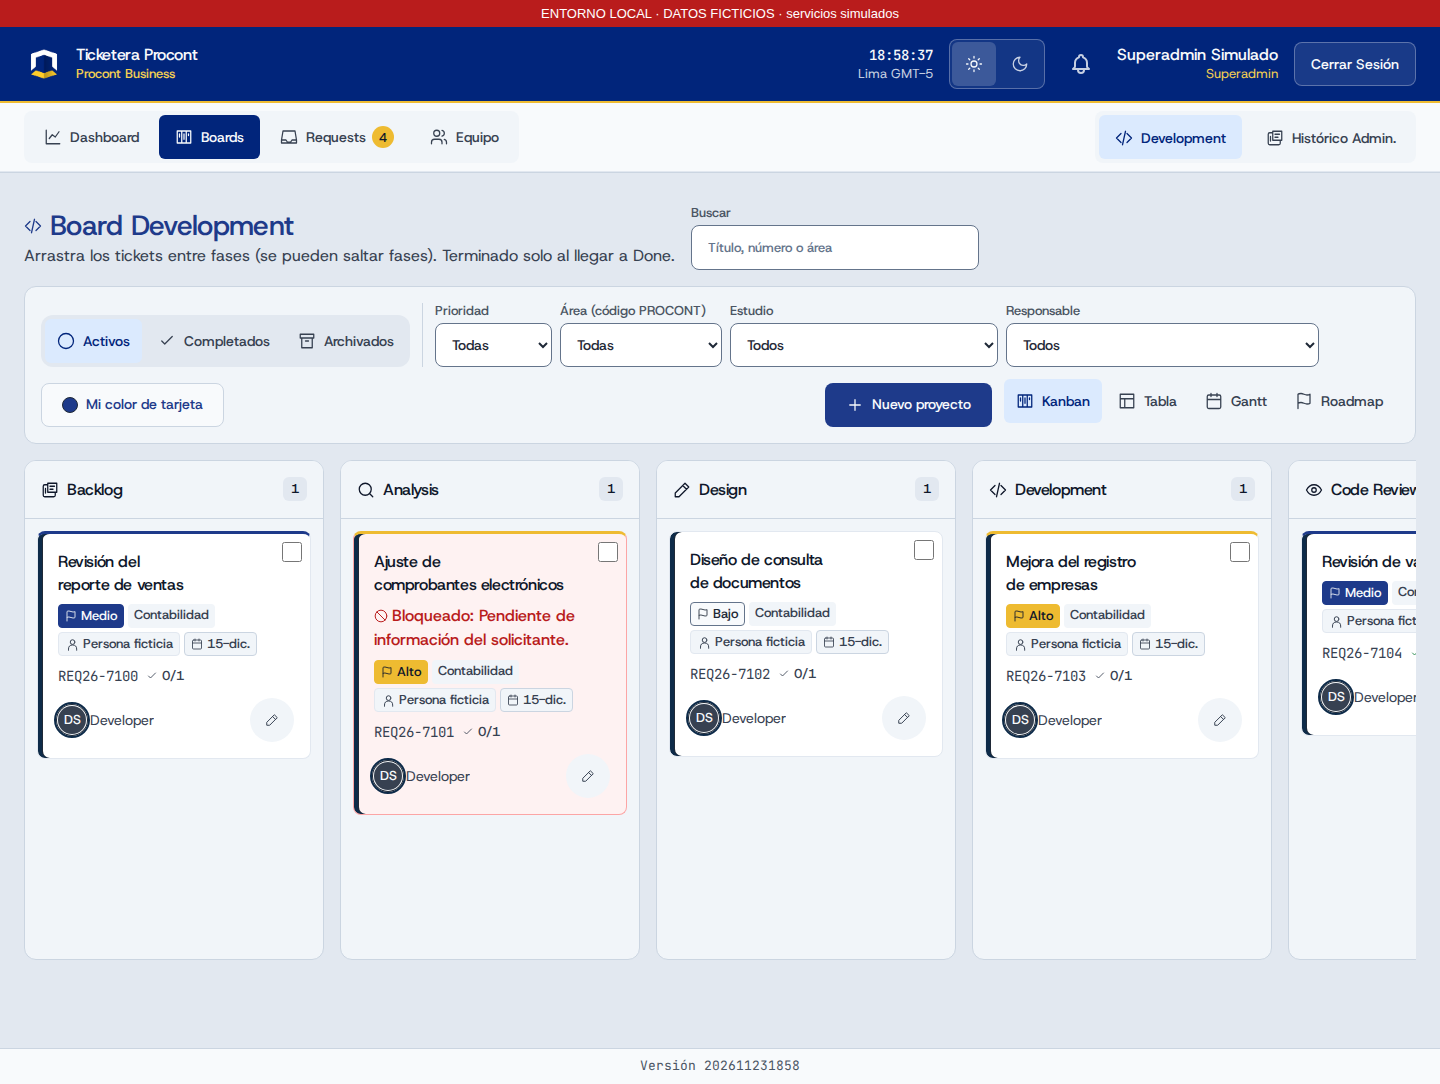 ENTORNO LOCAL · DATOS FICTICIOS · servicios simulados
Ticketera Procont
Procont Business
18:58:37
Lima GMT-5
Superadmin Simulado
Superadmin
Cerrar Sesión
Dashboard
Boards
Requests 4
Equipo
Development
Histórico Admin.
Board Development
Arrastra los tickets entre fases (se pueden saltar fases). Terminado solo al llegar a Done.
Buscar
Título, número o área
Activos
Completados
Archivados
Prioridad
Todas
Área (código PROCONT)
Todas
Estudio
Todos
Responsable
Todos
Mi color de tarjeta
Nuevo proyecto
Kanban
Tabla
Gantt
Roadmap
Backlog 1
Revisión del
reporte de ventas
Medio Contabilidad
Persona ficticia 15-dic.
REQ26-7100 0/1
DS Developer
Analysis 1
Ajuste de
comprobantes electrónicos
Bloqueado: Pendiente de
información del solicitante.
Alto Contabilidad
Persona ficticia 15-dic.
REQ26-7101 0/1
DS Developer
Design 1
Diseño de consulta
de documentos
Bajo Contabilidad
Persona ficticia 15-dic.
REQ26-7102 0/1
DS Developer
Development 1
Mejora del registro
de empresas
Alto Contabilidad
Persona ficticia 15-dic.
REQ26-7103 0/1
DS Developer
Code Review
Revisión de
Medio
Persona
REQ26-7104
DS Developer
Versión 202611231858